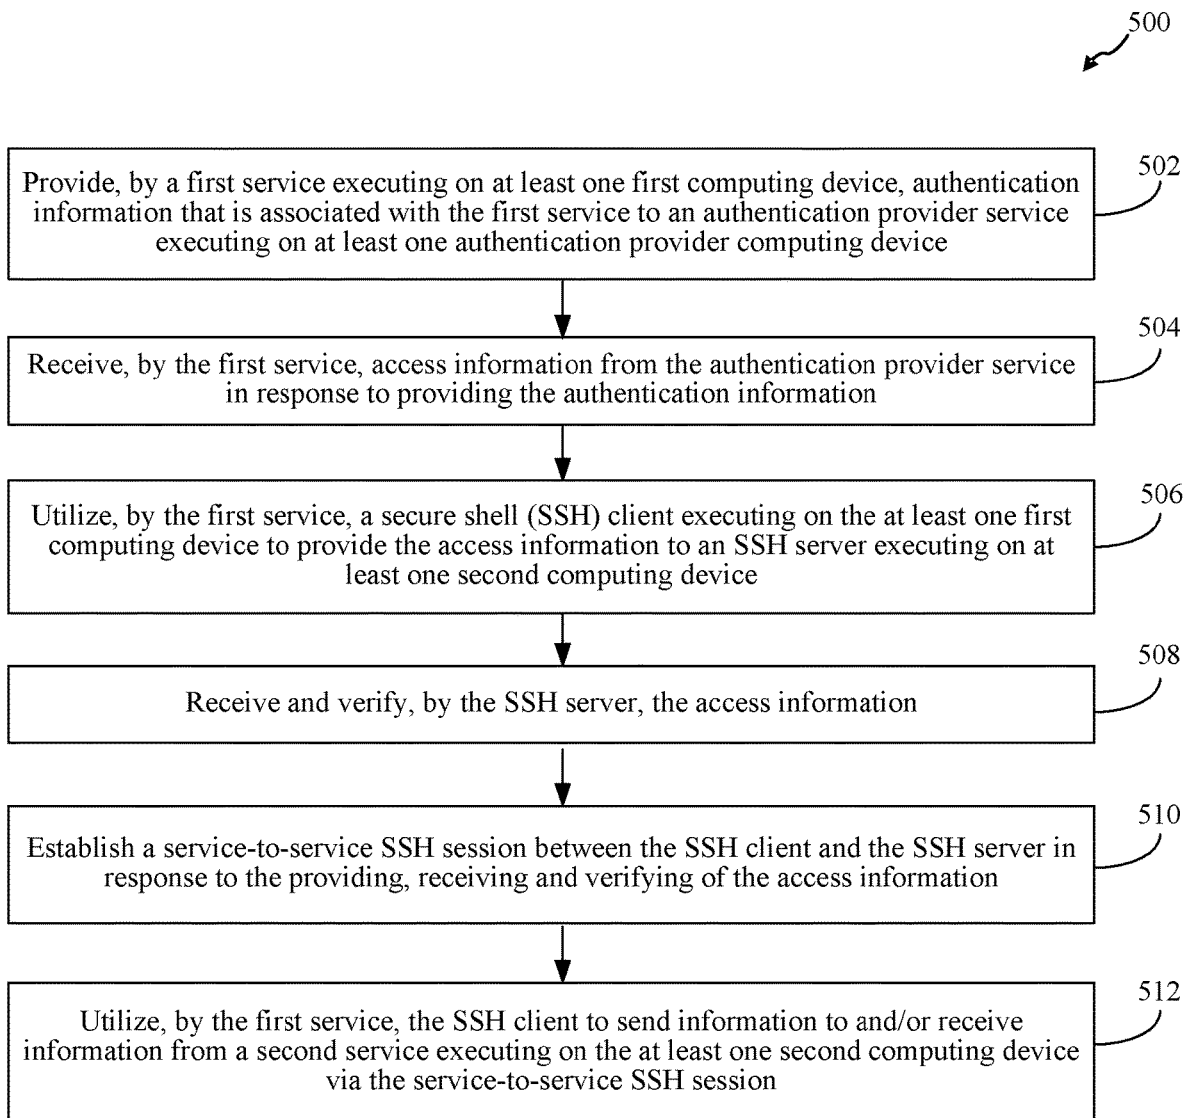 500
Provide, by a first service executing on at least one first computing device, authentication
information that is associated with the first service to an authentication provider service
executing on at least one authentication provider computing device
502
Receive, by the first service, access information from the authentication provider service
in response to providing the authentication information
504
Utilize, by the first service, a secure shell (SSH) client executing on the at least one first
computing device to provide the access information to an SSH server executing on at
least one second computing device
506
Receive and verify, by the SSH server, the access information
508
Establish a service-to-service SSH session between the SSH client and the SSH server in
response to the providing, receiving and verifying of the access information
510
Utilize, by the first service, the SSH client to send information to and/or receive
information from a second service executing on the at least one second computing device
via the service-to-service SSH session
512